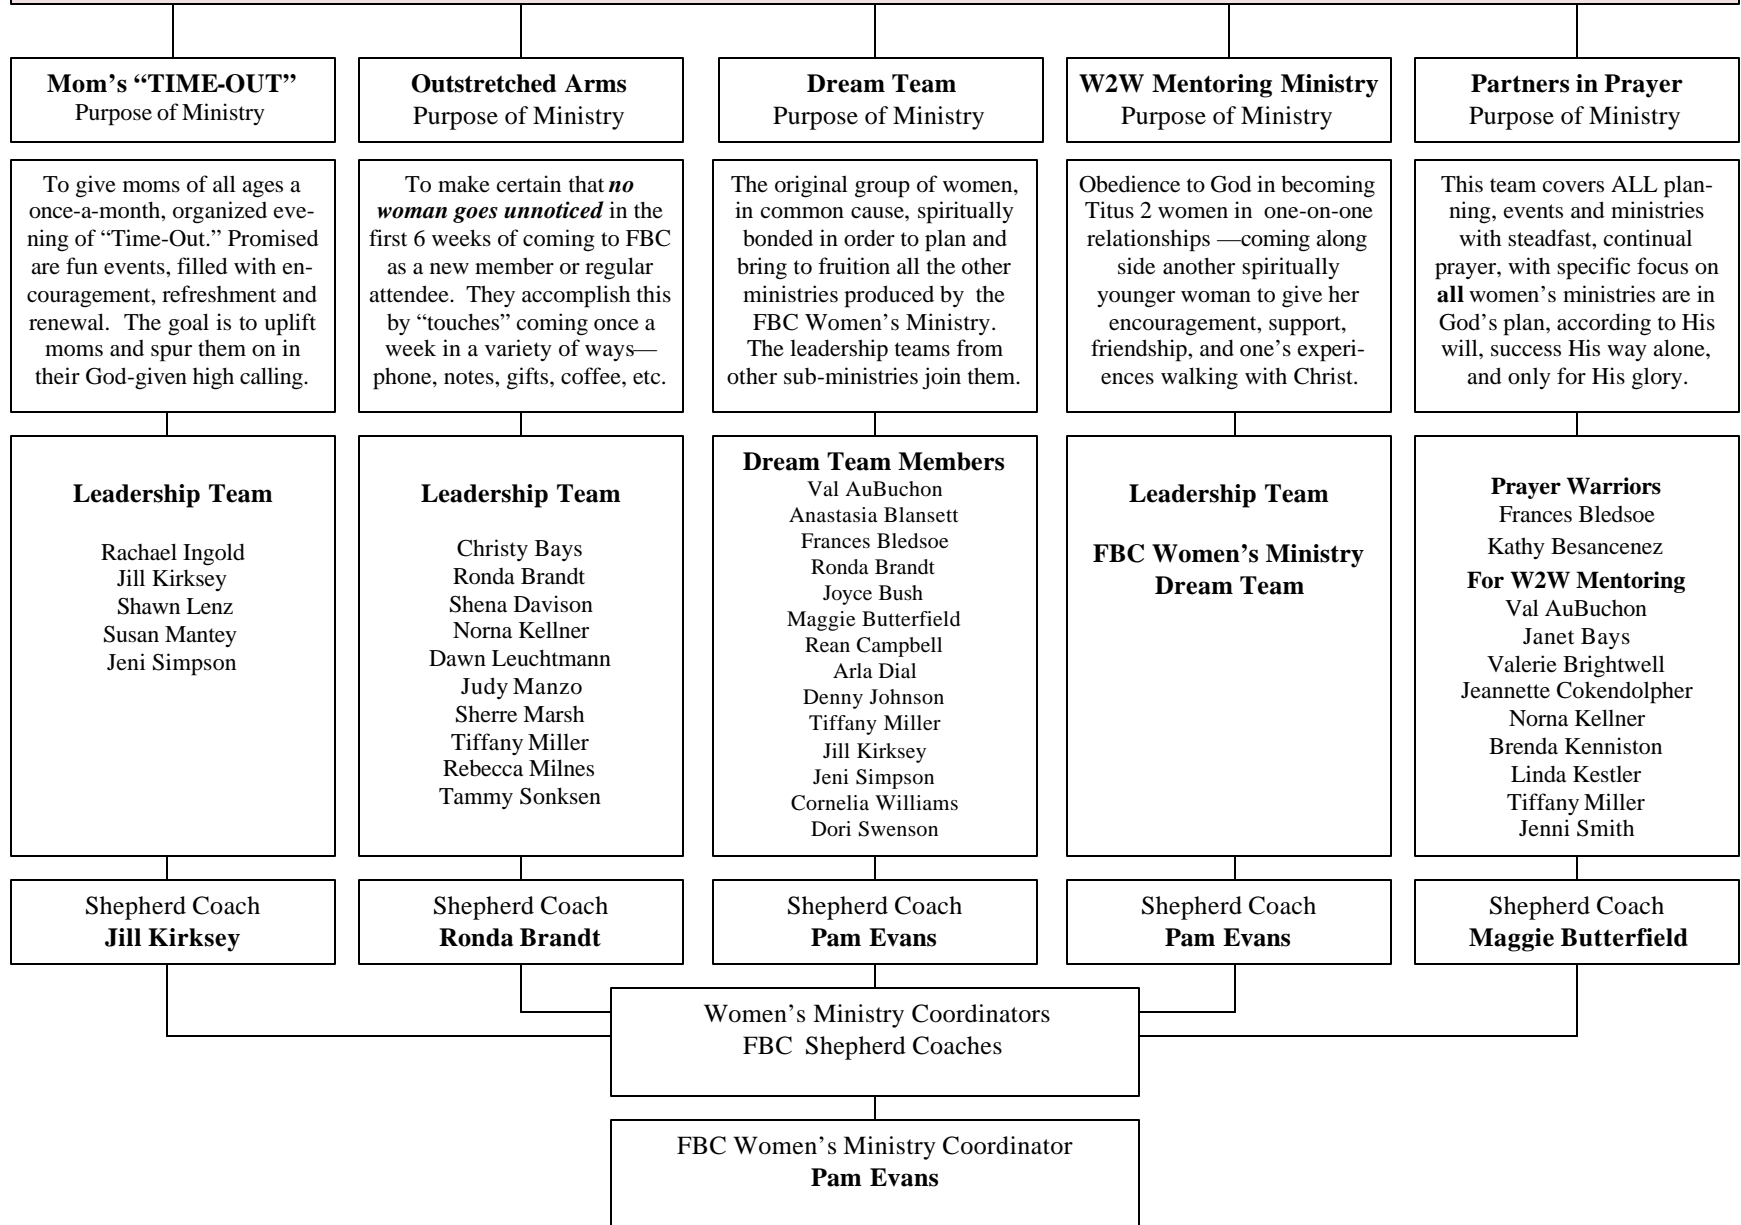 Mom’s “TIME-OUT”
Purpose of Ministry
To give moms of all ages a
once-a-month, organized eve-
ning of “Time-Out.” Promised
are fun events, filled with en-
couragement, refreshment and
renewal.  The goal is to uplift
moms and spur them on in
their God-given high calling.
Leadership Team
Rachael Ingold
Jill Kirksey
Shawn Lenz
Susan Mantey
Jeni Simpson
Shepherd Coach
Jill Kirksey
Outstretched Arms
Purpose of Ministry
To make certain that no
woman goes unnoticed in the
first 6 weeks of coming to FBC
as a new member or regular
attendee.  They accomplish this
by “touches” coming once a
week in a variety of ways—
phone, notes, gifts, coffee, etc.
Leadership Team
Christy Bays
Ronda Brandt
Shena Davison
Norna Kellner
Dawn Leuchtmann
Judy Manzo
Sherre Marsh
Tiffany Miller
Rebecca Milnes
Tammy Sonksen
Shepherd Coach
Ronda Brandt
Dream Team
Purpose of Ministry
The original group of women,
in common cause, spiritually
bonded in order to plan and
bring to fruition all the other
ministries produced by  the
FBC Women’s Ministry.
The leadership teams from
other sub-ministries join them.
Dream Team Members
Val AuBuchon
Anastasia Blansett
Frances Bledsoe
Ronda Brandt
Joyce Bush
Maggie Butterfield
Rean Campbell
Arla Dial
Denny Johnson
Tiffany Miller
Jill Kirksey
Jeni Simpson
Cornelia Williams
Dori Swenson
Shepherd Coach
Pam Evans
W2W Mentoring Ministry
Purpose of Ministry
Obedience to God in becoming
Titus 2 women in  one-on-one
relationships —coming along
side another spiritually
younger woman to give her
encouragement, support,
friendship, and one’s experi-
ences walking with Christ.
Leadership Team
FBC Women’s Ministry
Dream Team
Shepherd Coach
Pam Evans
Partners in Prayer
Purpose of Ministry
This team covers ALL plan-
ning, events and ministries
with steadfast, continual
prayer, with specific focus on
all women’s ministries are in
God’s plan, according to His
will, success His way alone,
and only for His glory.
Prayer Warriors
Frances Bledsoe
Kathy Besancenez
For W2W Mentoring
Val AuBuchon
Janet Bays
Valerie Brightwell
Jeannette Cokendolpher
Norna Kellner
Brenda Kenniston
Linda Kestler
Tiffany Miller
Jenni Smith
Shepherd Coach
Maggie Butterfield
Women’s Ministry Coordinators
FBC  Shepherd Coaches
FBC Women’s Ministry Coordinator
Pam Evans